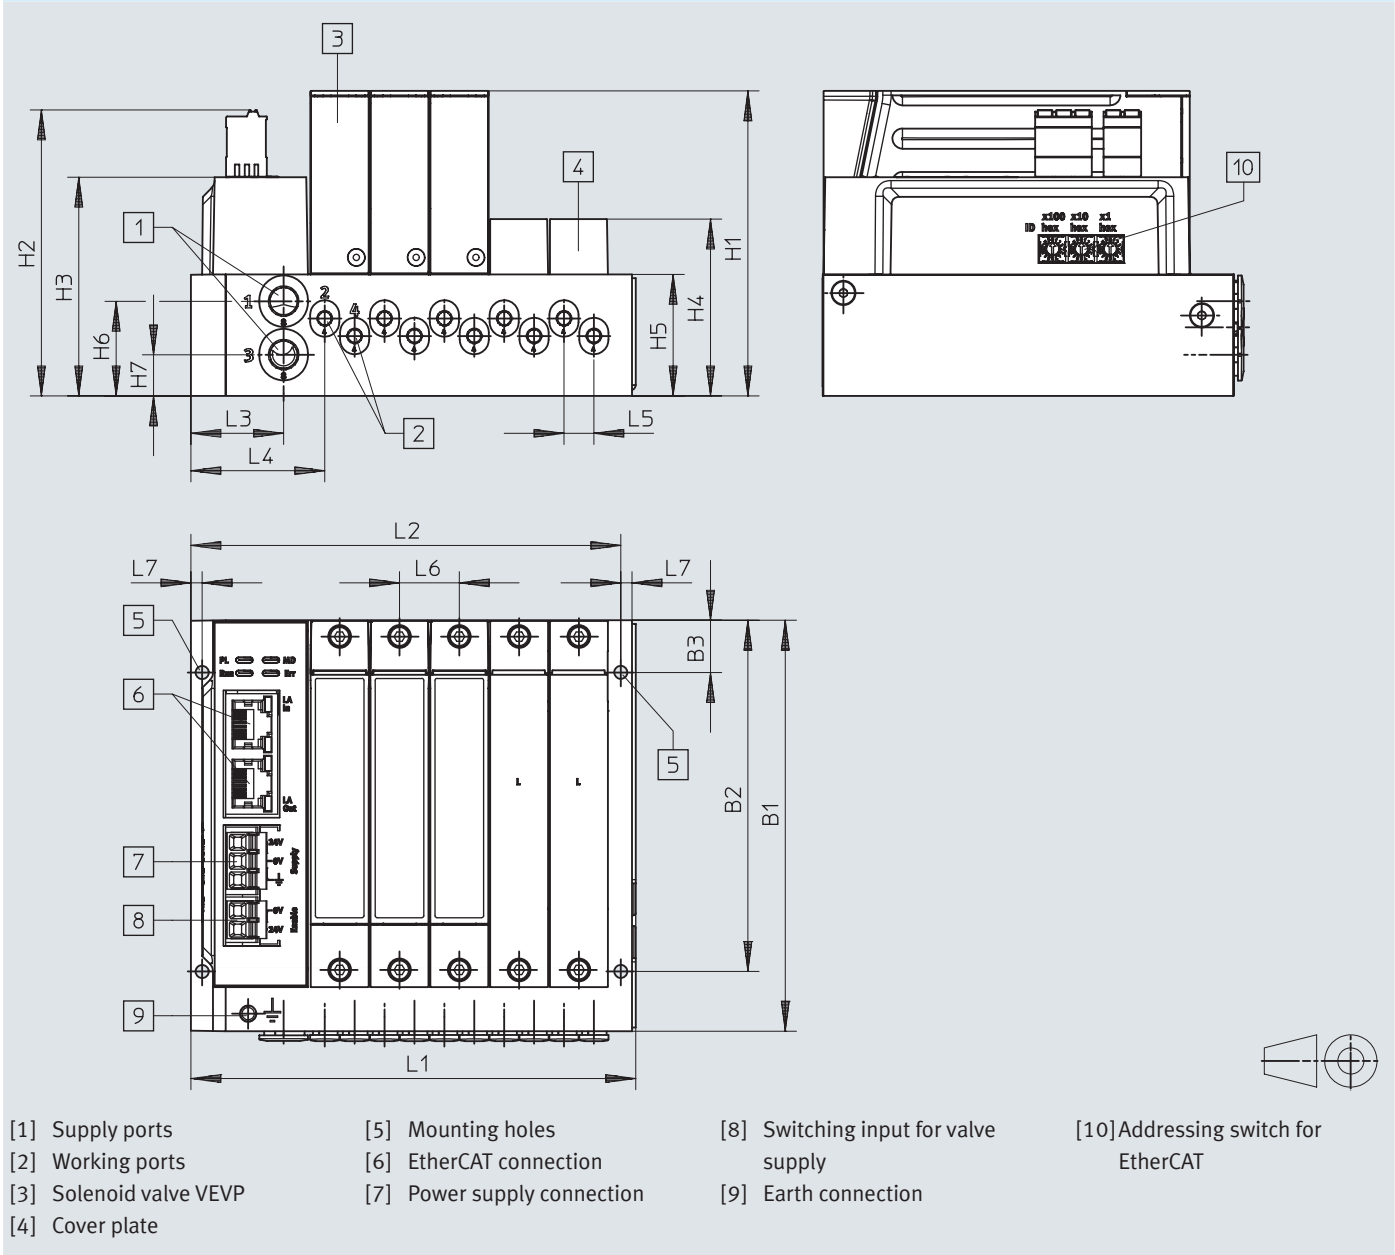 3
4
10
1
x100 x10 x1
ID hex hex hex
H2
H3
H6
H7
1
3
2
4
H5
H4
H1
L3
L4
L5
2
L2
L7
L6
L7
5
6
7
8
9
PL
MD
Run
Err
LA
In
LA
Out
24V
0V
Supply
0V
24V
Enable
L
L
B3
5
B2
B1
L1
[1] Supply ports
[2] Working ports
[3] Solenoid valve VEVP
[4] Cover plate
[5] Mounting holes
[6] EtherCAT connection
[7] Power supply connection
[8] Switching input for valve
supply
[9] Earth connection
[10] Addressing switch for
EtherCAT